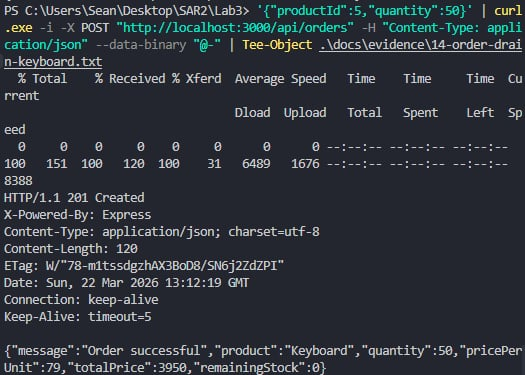 PS C:\Users\Sean\Desktop\SAR2\Lab3> '{"productId":5,"quantity":50}' | curl
.exe -i -X POST "http://localhost:3000/api/orders" -H "Content-Type: appli
cation/json" --data-binary "@-" | Tee-Object .\docs\evidence\14-order-drai
n-keyboard.txt
  % Total    % Received % Xferd  Average Speed   Time    Time     Time  Cu
rrent
                                 Dload  Upload   Total   Spent    Left  Sp
eed
  0     0    0     0    0     0      0      0 --:--:-- --:--:-- --:--:--
100   151  100   120  100    31   6489   1676 --:--:-- --:--:-- --:--:--
8388
HTTP/1.1 201 Created
X-Powered-By: Express
Content-Type: application/json; charset=utf-8
Content-Length: 120
ETag: W/"78-m1tssdgzhAX3BoD8/SN6j2ZdZPI"
Date: Sun, 22 Mar 2026 13:12:19 GMT
Connection: keep-alive
Keep-Alive: timeout=5

{"message":"Order successful","product":"Keyboard","quantity":50,"pricePer
Unit":79,"totalPrice":3950,"remainingStock":0}